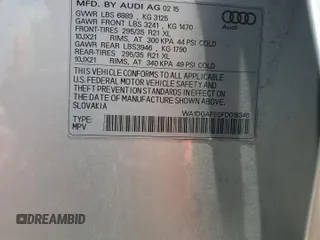 MFD. BY AUDI AG 02 15
GVWR LBS 6889 , KG 3125
GAWR FRONT LBS 3241 , KG 1470
FRONT-TIRES 295/35 R21 XL
10JX21 RIMS, AT 300 KPA 44 PSI COLD
GAWR REAR LBS3946 , KG 1790
REAR-TIRES 295/35 R21 XL
10JX21 RIMS, AT 340 KPA 49 PSI COLD
THIS VEHICLE CONFORMS TO ALL APPLICABLE
U.S. FEDERAL MOTOR VEHICLE SAFETY AND
THEFT PREVENTION STANDARDS IN EFFECT ON
THE DATE OF MANUFACTURE SHOWN ABOVE.
SLOVAKIA
MPV
Audi
DREAMBID